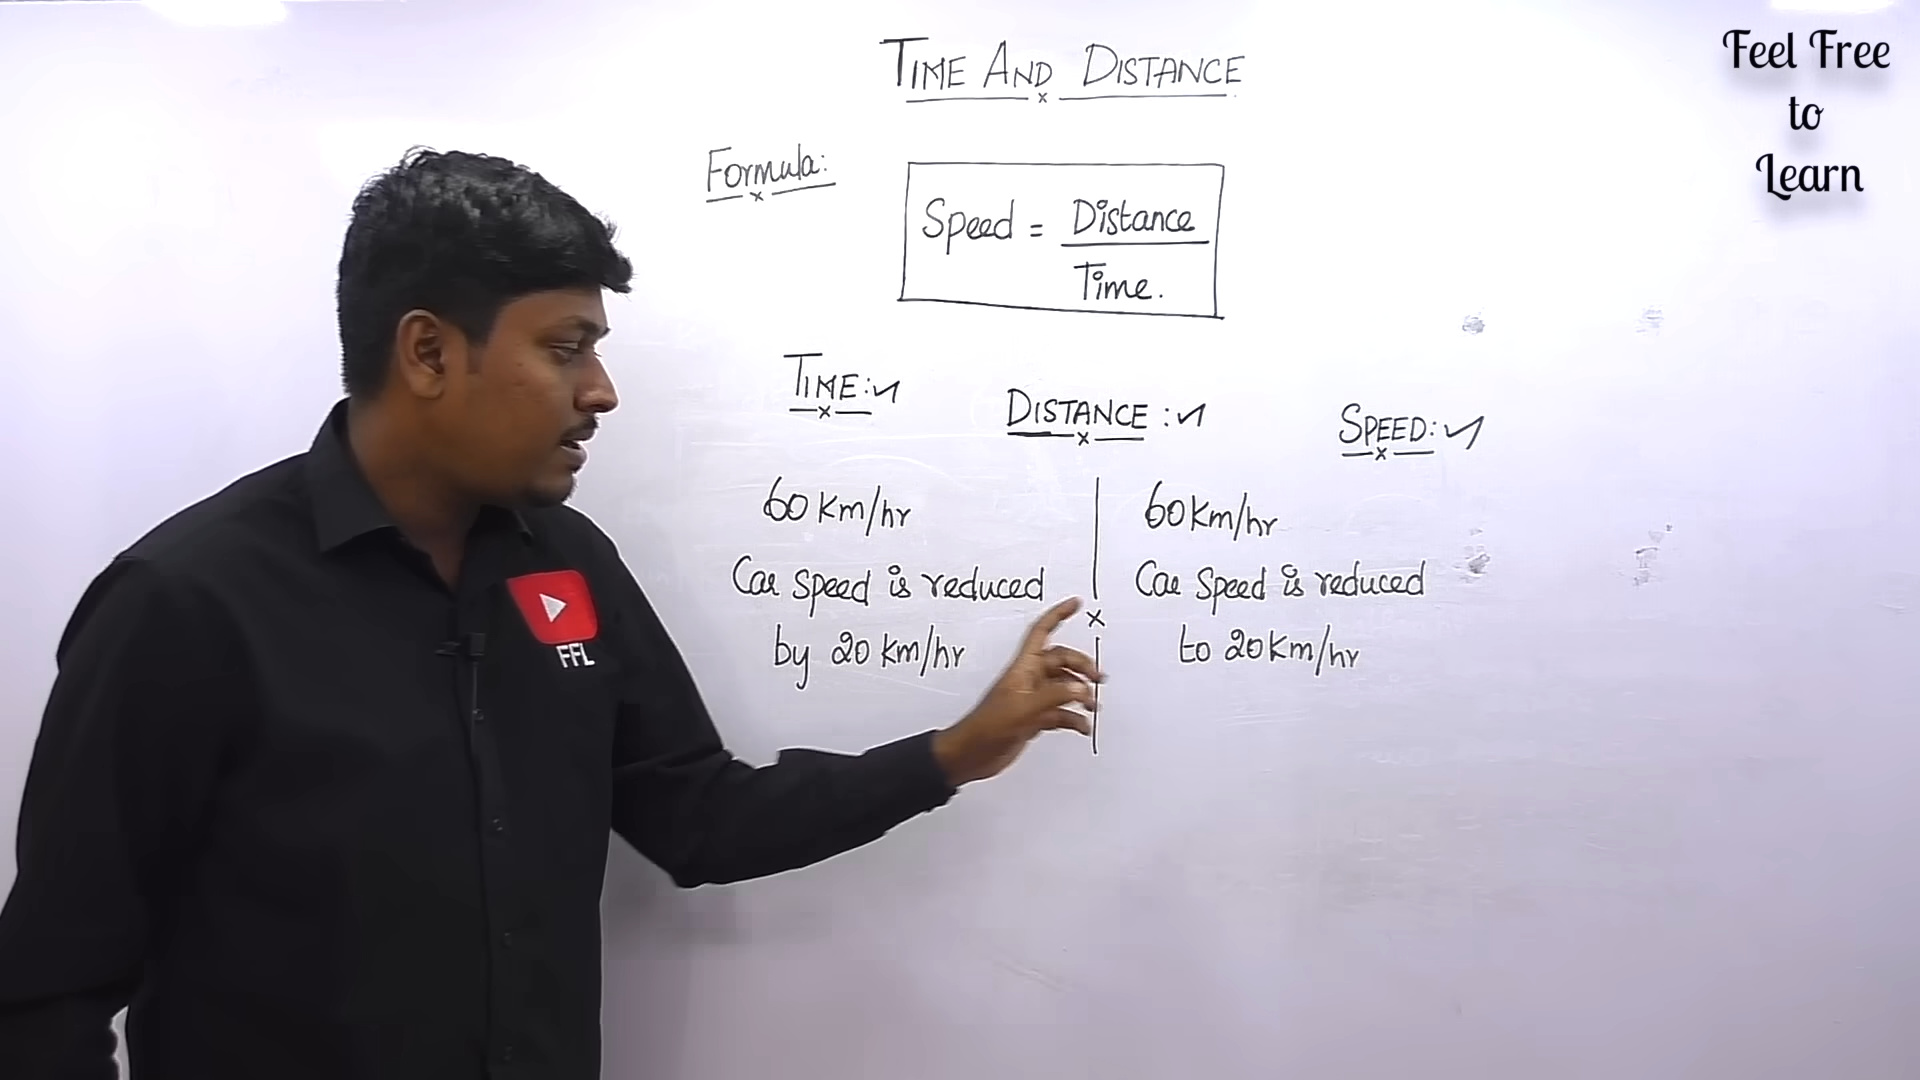 Feel Free
to
Learn
TIME AND DISTANCE
Formula:
Speed = Distance
Time.
TIME:
DISTANCE :
SPEED:
60 Km/hr
Car Speed is reduced
by 20 Km/hr
60 Km/hr
Car Speed is reduced
to 20 Km/hr
FFL